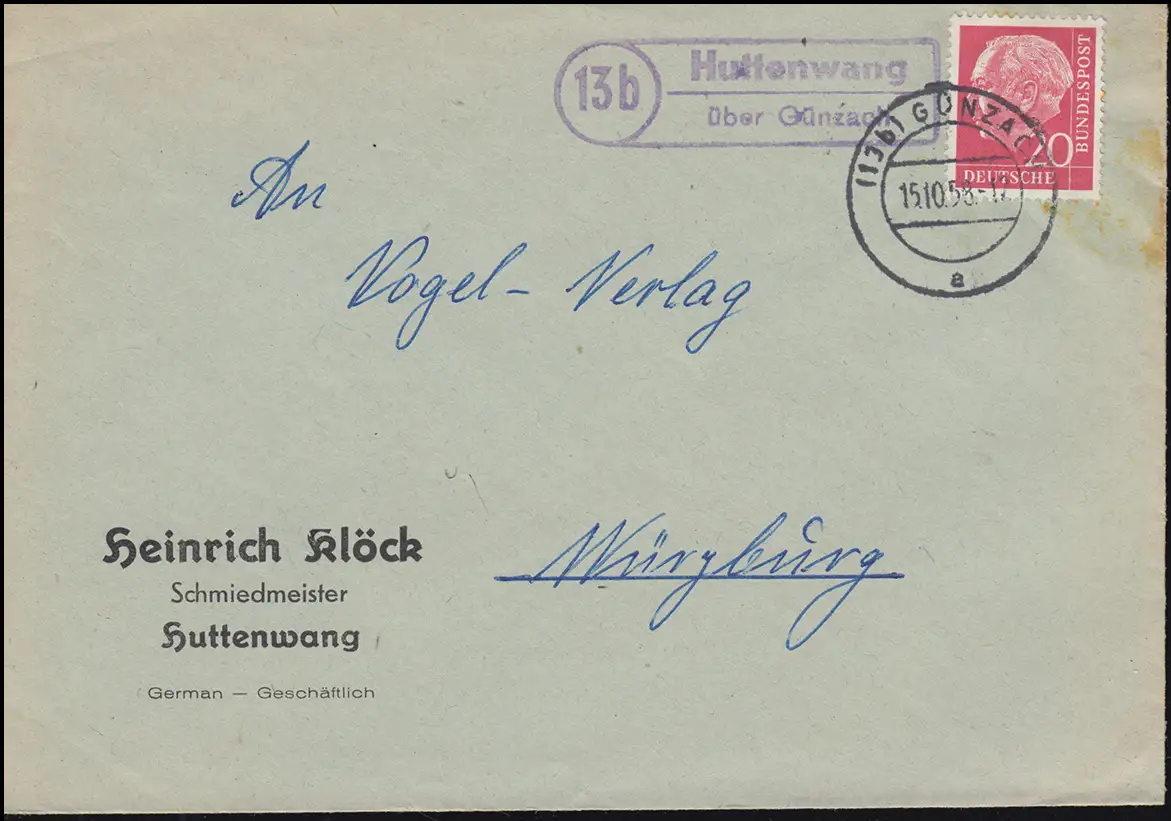 13b
Huttenwang
über Günzach
DEUTSCHE
BUNDESPOST
20
(13b) GÜNZACH
15.10.58.-17
a
An
Vogel-Verlag
Würzburg
Heinrich Klöck
Schmiedmeister
Huttenwang
German — Geschäftlich